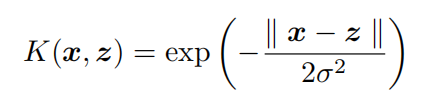 K(x, z) = exp(−‖ x − z ‖ / 2σ²)